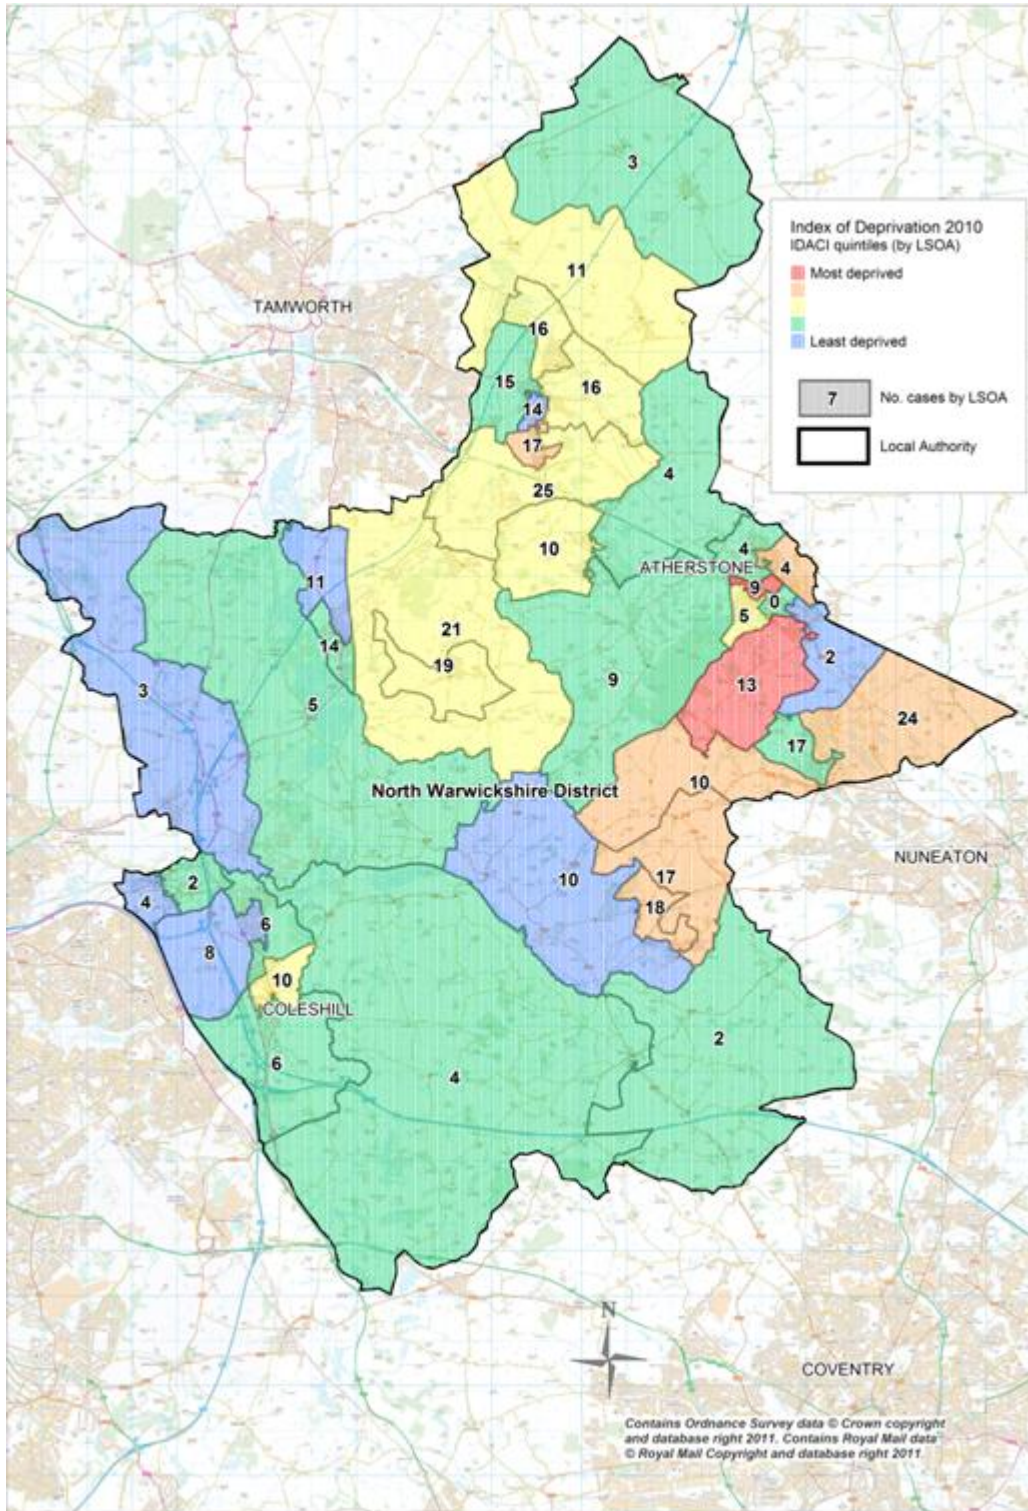 3
Index of Deprivation 2010
IDACI quintiles (by LSOA)
Most deprived
Least deprived
7 No. cases by LSOA
Local Authority
11
TAMWORTH
16
15
16
14
17
4
25
10
4
ATHERSTONE
4
9
0
11
5
21
14
2
19
9
3
13
5
24
17
10
North Warwickshire District
NUNEATON
10
17
2
4
18
6
8
10
COLESHILL
2
6
4
N
COVENTRY
Contains Ordnance Survey data © Crown copyright
and database right 2011. Contains Royal Mail data
© Royal Mail Copyright and database right 2011